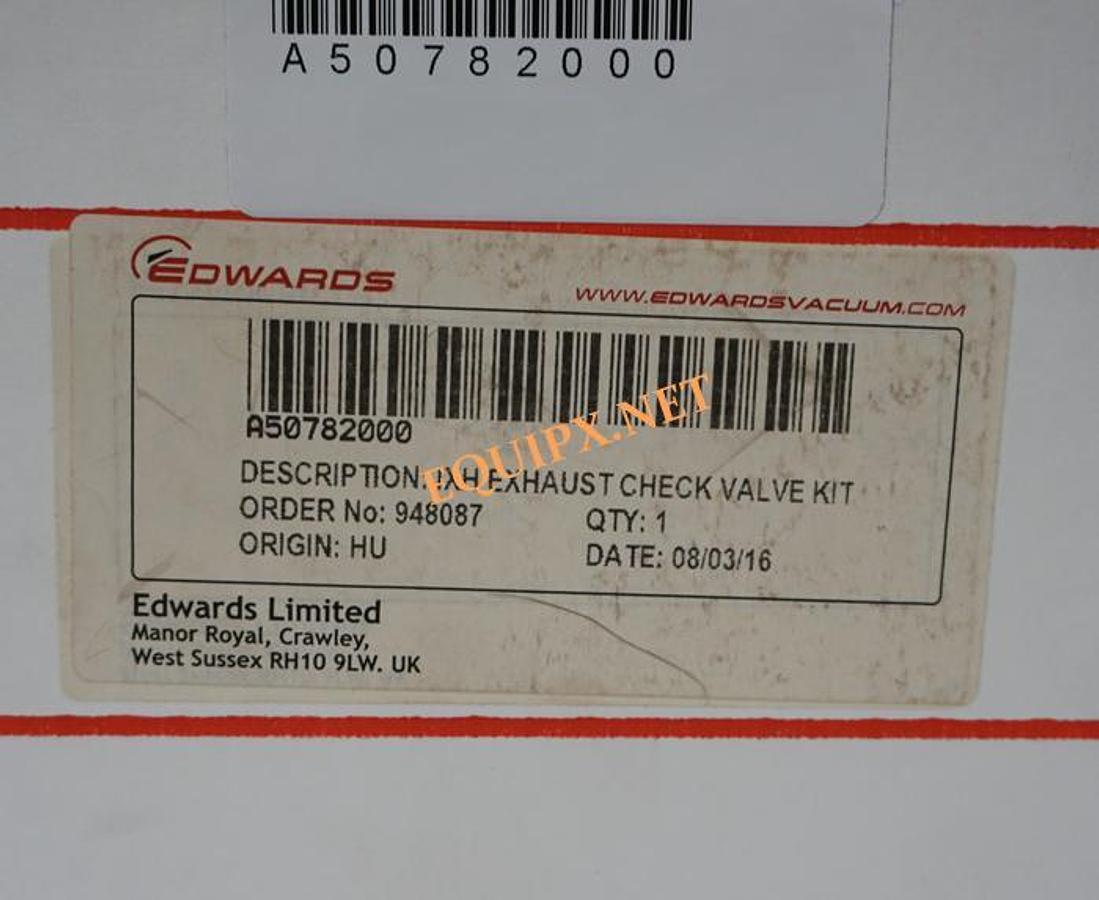 A50782000
EDWARDS
WWW.EDWARDSVACUUM.COM
A50782000
EQUIPX.NET
DESCRIPTION: IXH EXHAUST CHECK VALVE KIT
ORDER No: 948087 QTY: 1
ORIGIN: HU DATE: 08/03/16
Edwards Limited
Manor Royal, Crawley,
West Sussex RH10 9LW. UK